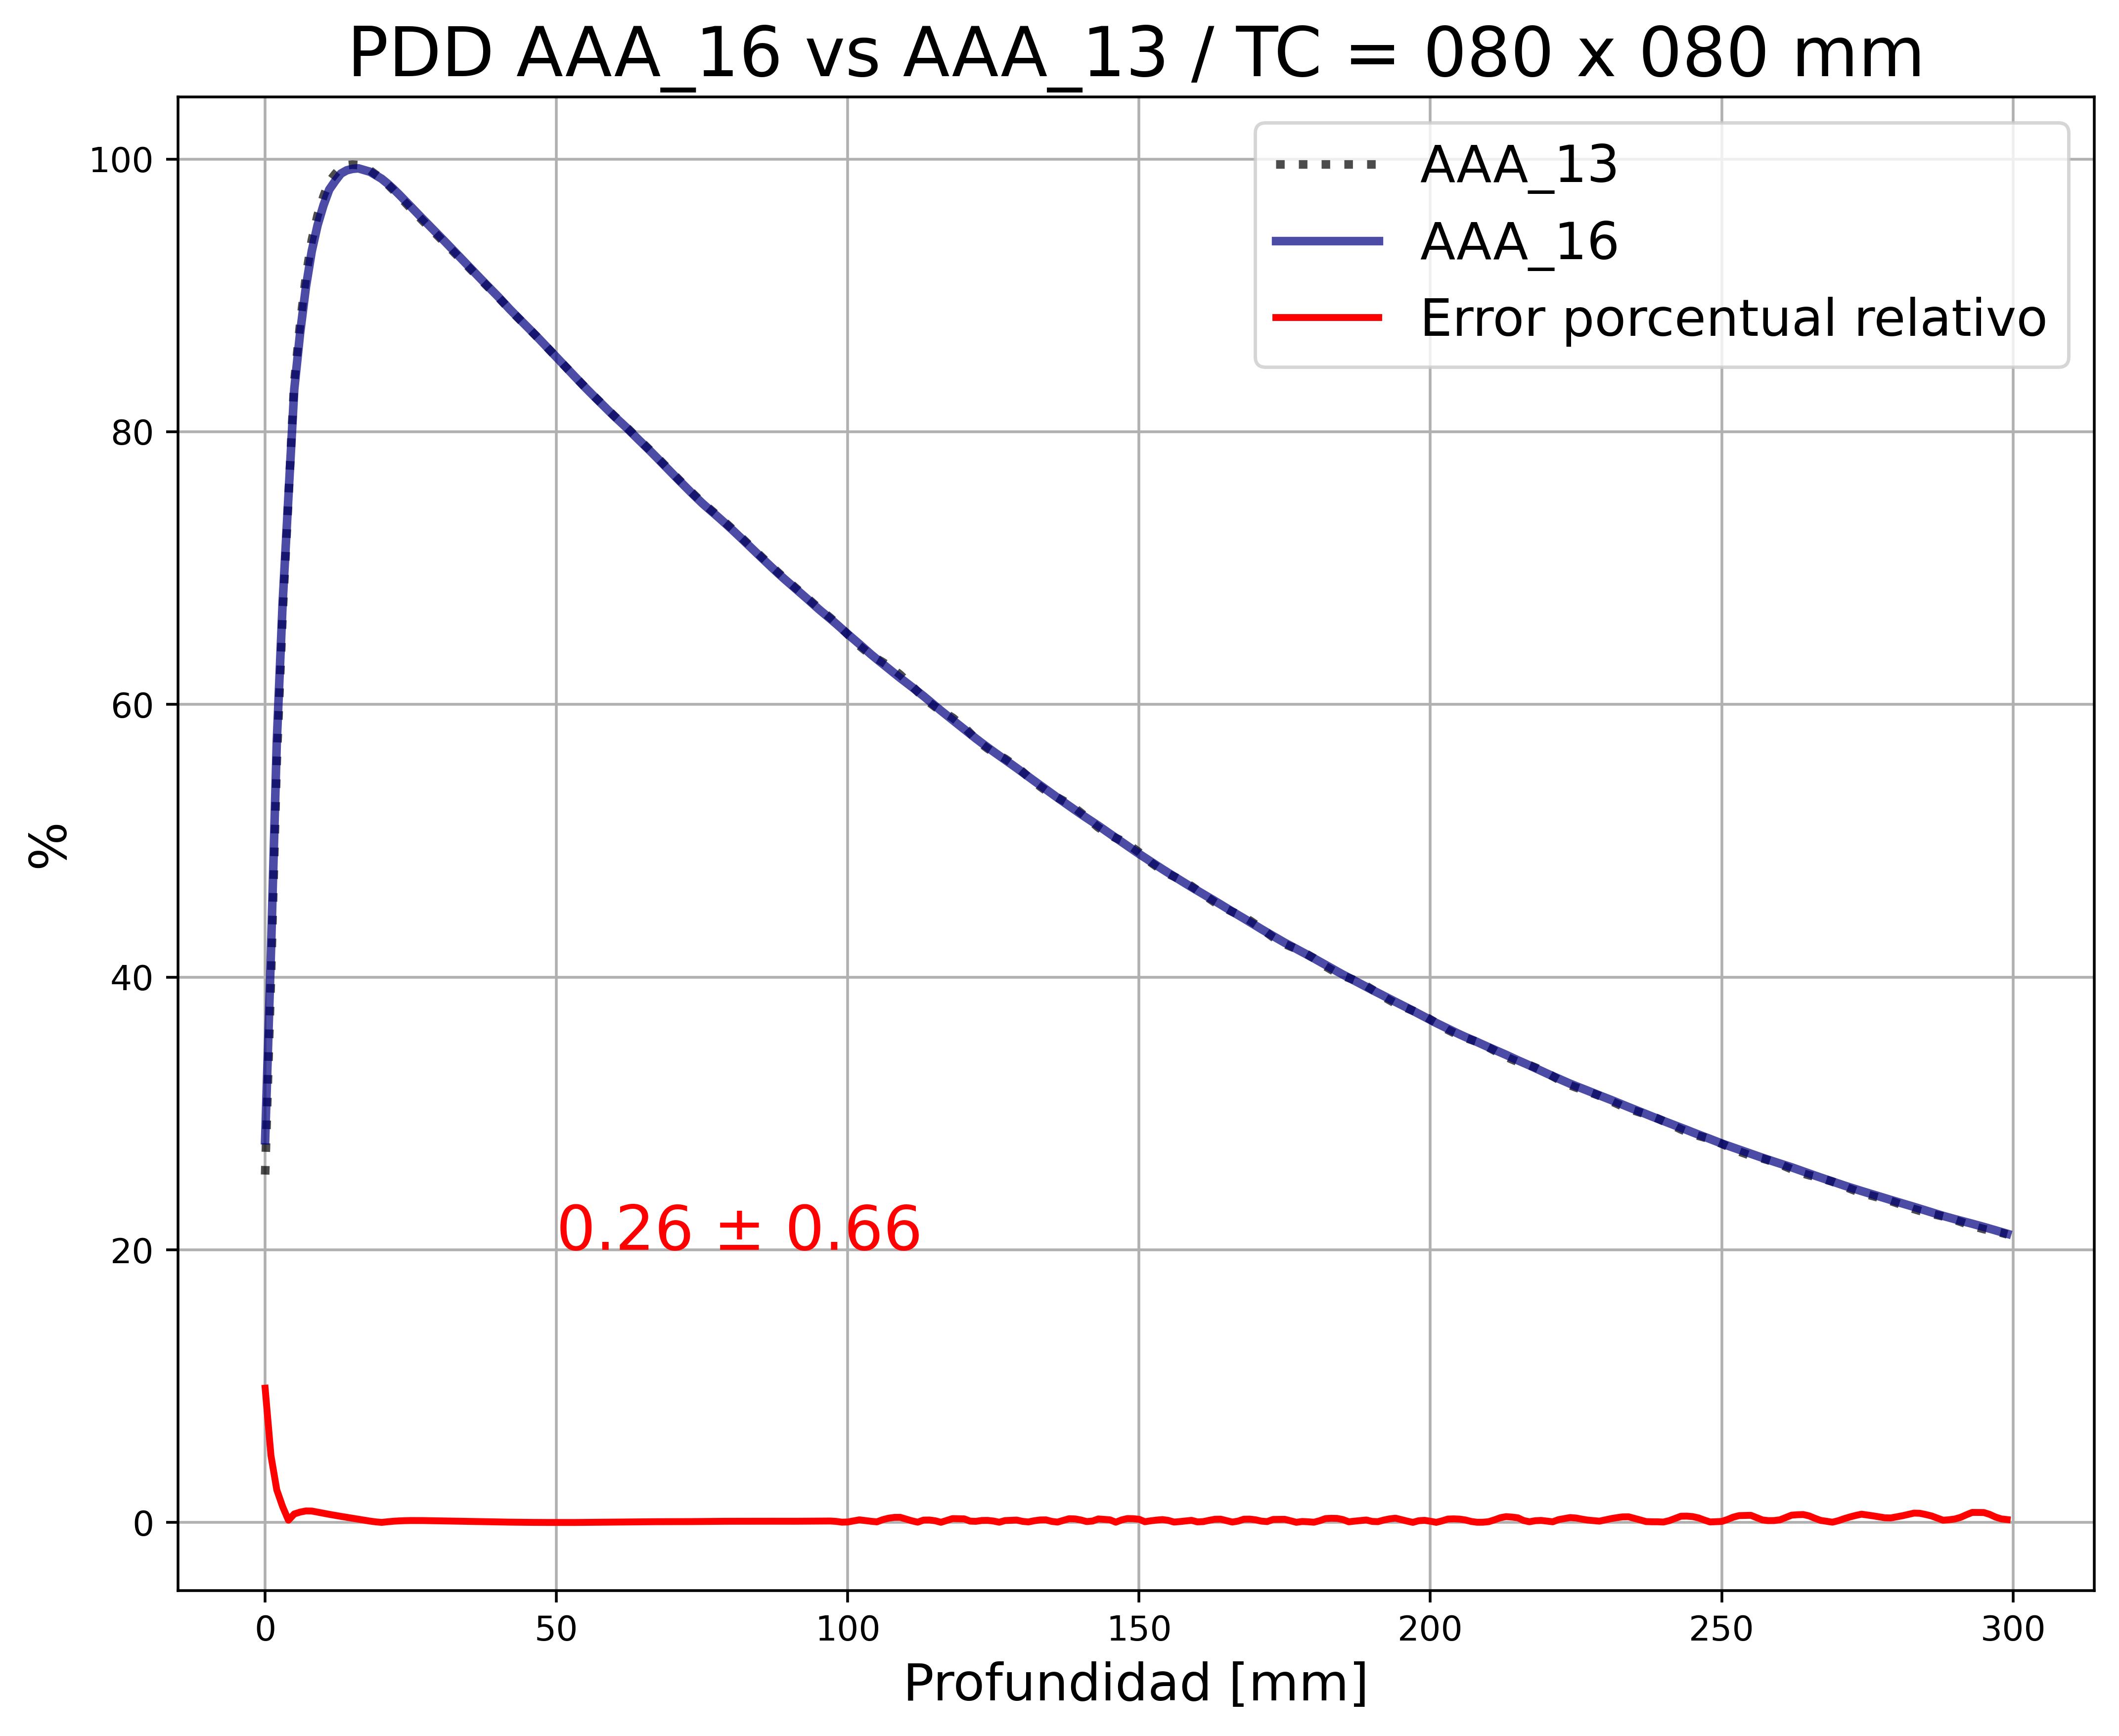 PDD AAA_16 vs AAA_13 / TC = 080 x 080 mm
AAA_13
AAA_16
Error porcentual relativo
100
80
60
40
20
0
%
0.26 ± 0.66
0 50 100 150 200 250 300
Profundidad [mm]